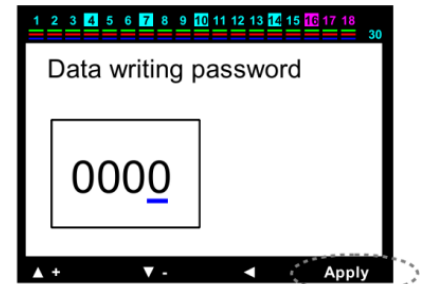 1 2 3 4 5 6 7 8 9 10 11 12 13 14 15 16 17 18
30
Data writing password
0000
▲ + ▼ - ◀ Apply